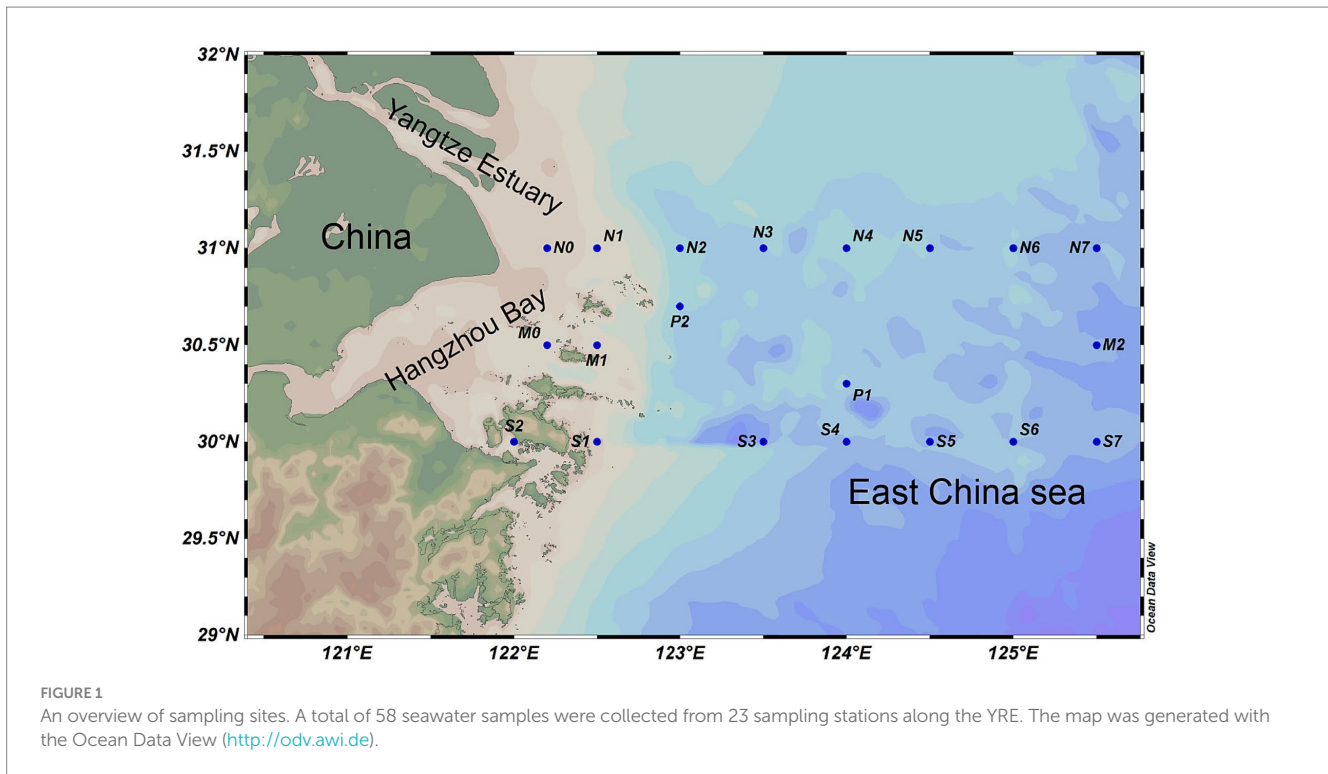 32°N
31.5°N
31°N
30.5°N
30°N
29.5°N
29°N
121°E
122°E
123°E
124°E
125°E
Yangtze Estuary
China
Hangzhou Bay
East China sea
N0
N1
N2
N3
N4
N5
N6
N7
P2
M0
M1
M2
P1
S2
S1
S3
S4
S5
S6
S7
Ocean Data View
FIGURE 1
An overview of sampling sites. A total of 58 seawater samples were collected from 23 sampling stations along the YRE. The map was generated with
the Ocean Data View (http://odv.awi.de).